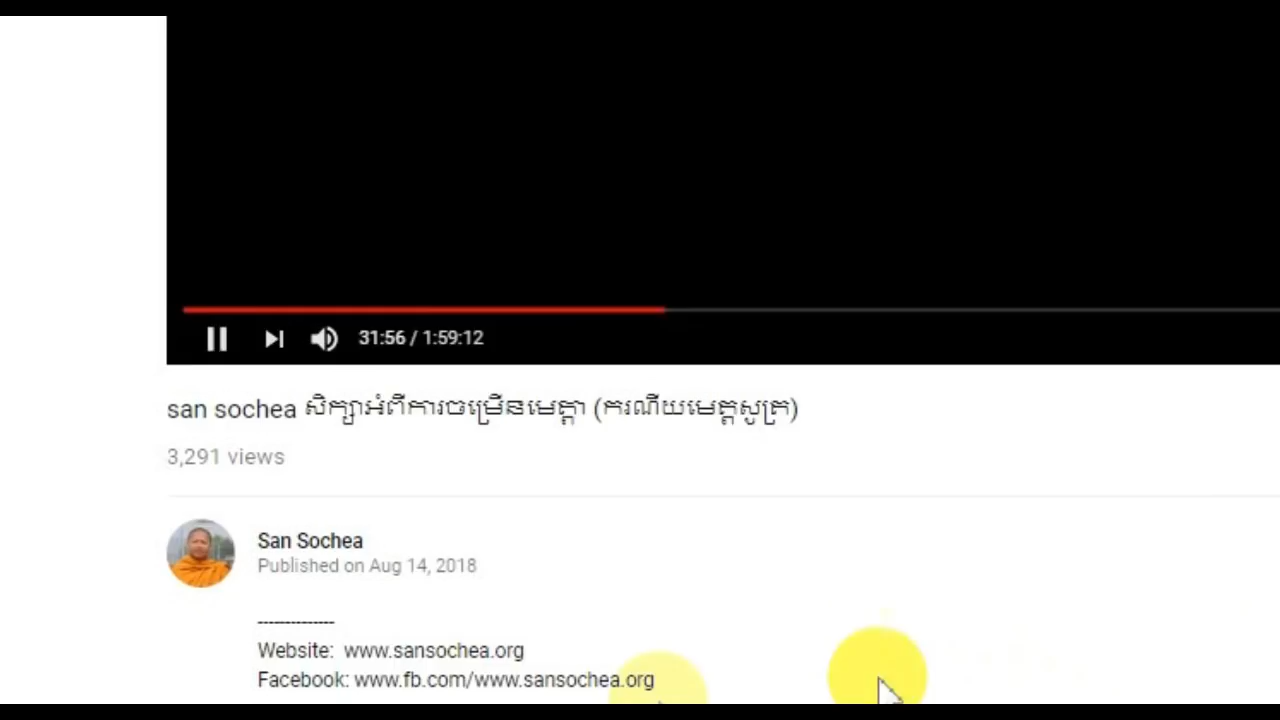 31:56 / 1:59:12
san sochea សិក្សាអំពីការចម្រើនមេត្តា (ករណីយមេត្តសូត្រ)
3,291 views
San Sochea
Published on Aug 14, 2018
--------------
Website: www.sansochea.org
Facebook: www.fb.com/www.sansochea.org